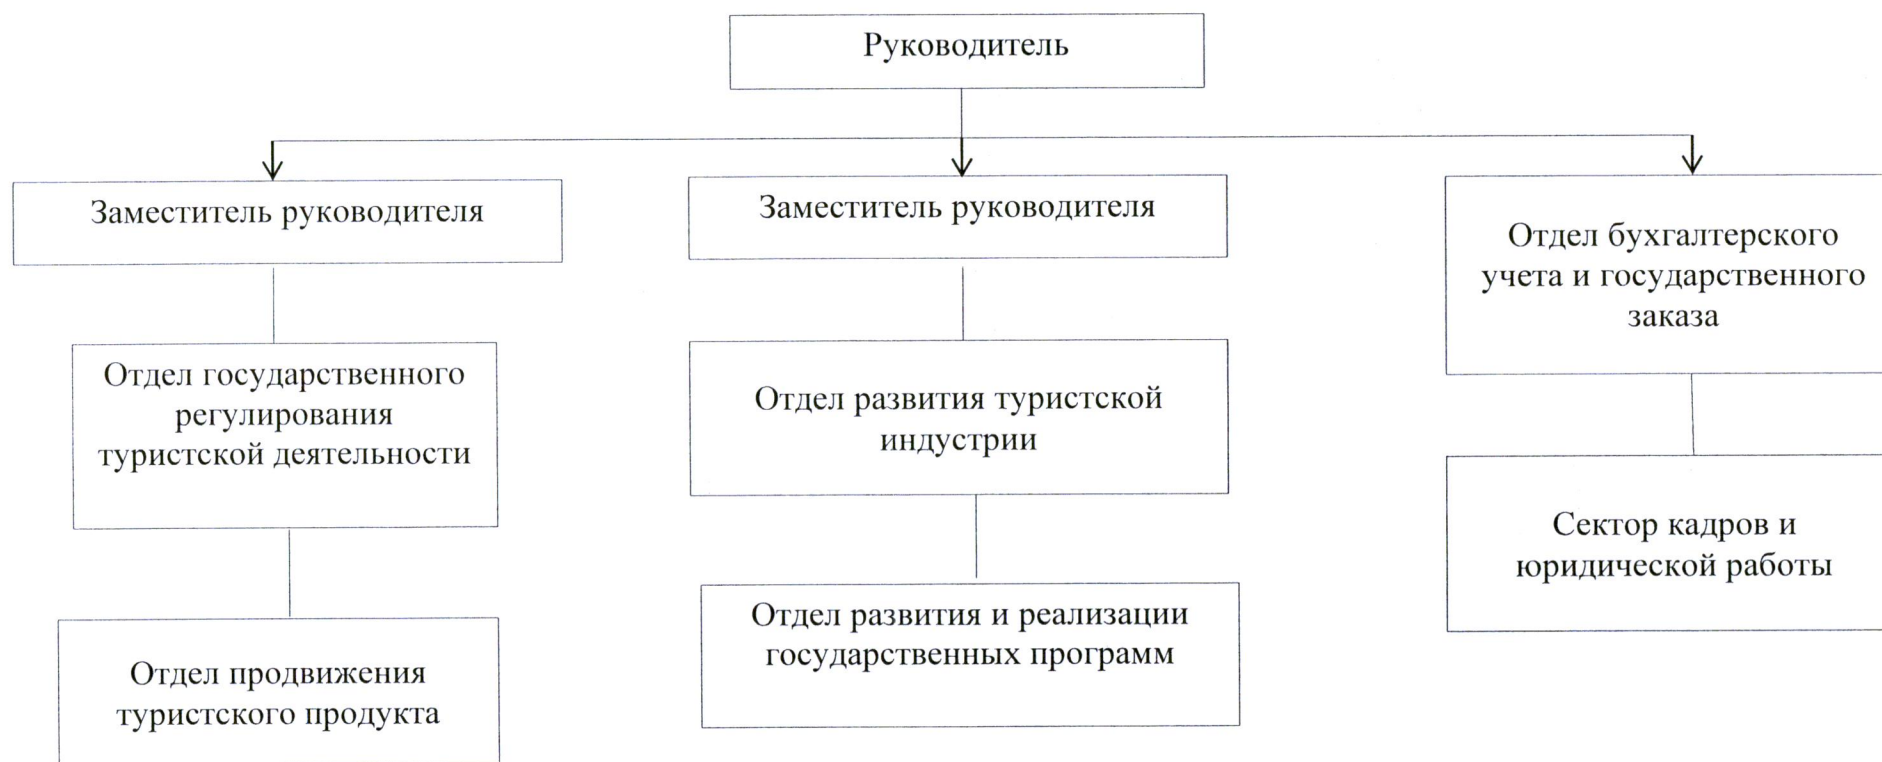 Руководитель
Заместитель руководителя
Заместитель руководителя
Отдел бухгалтерского
учета и государственного
заказа
Отдел государственного
регулирования
туристской деятельности
Отдел развития туристской
индустрии
Сектор кадров и
юридической работы
Отдел продвижения
туристского продукта
Отдел развития и реализации
государственных программ